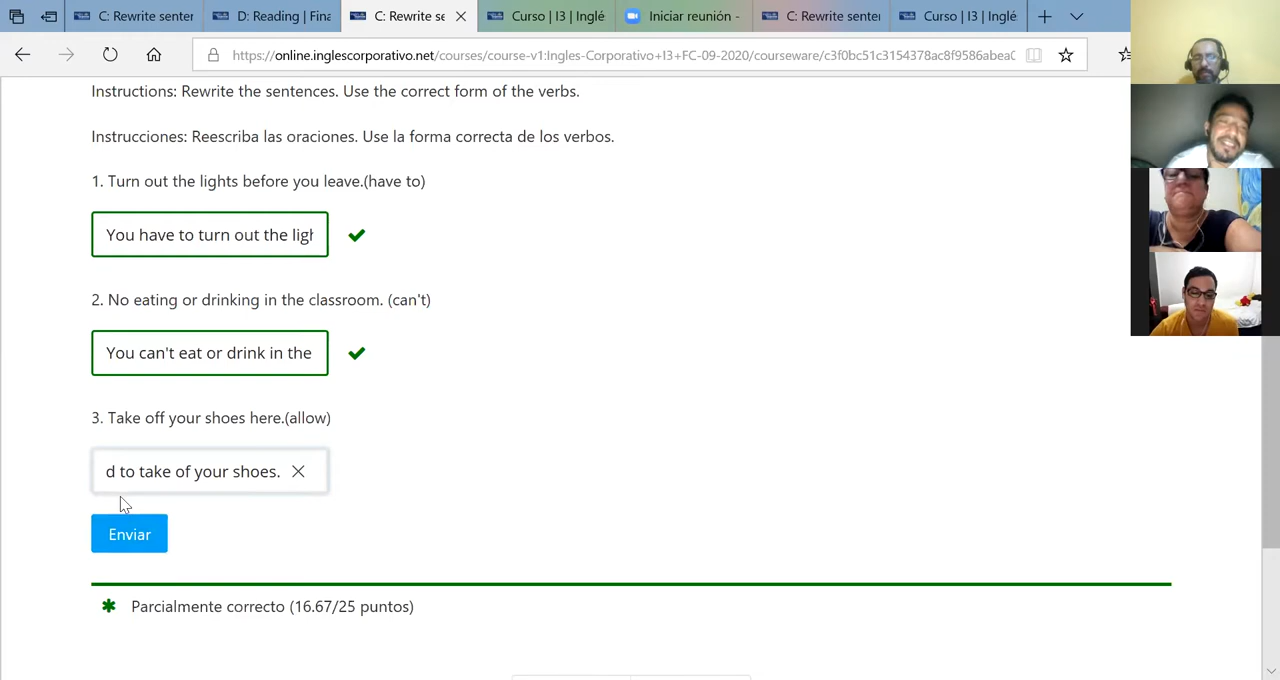 C: Rewrite senten
D: Reading | Fina
C: Rewrite se
Curso | I3 | Inglé
Iniciar reunión -
C: Rewrite senten
Curso | I3 | Inglés
https://online.inglescorporativo.net/courses/course-v1:Ingles-Corporativo+I3+FC-09-2020/courseware/c3f0bc51c3154378ac8f9586abea0
Instructions: Rewrite the sentences. Use the correct form of the verbs.
Instrucciones: Reescriba las oraciones. Use la forma correcta de los verbos.
1. Turn out the lights before you leave.(have to)
You have to turn out the ligh
2. No eating or drinking in the classroom. (can't)
You can't eat or drink in the
3. Take off your shoes here.(allow)
d to take of your shoes.
Enviar
Parcialmente correcto (16.67/25 puntos)